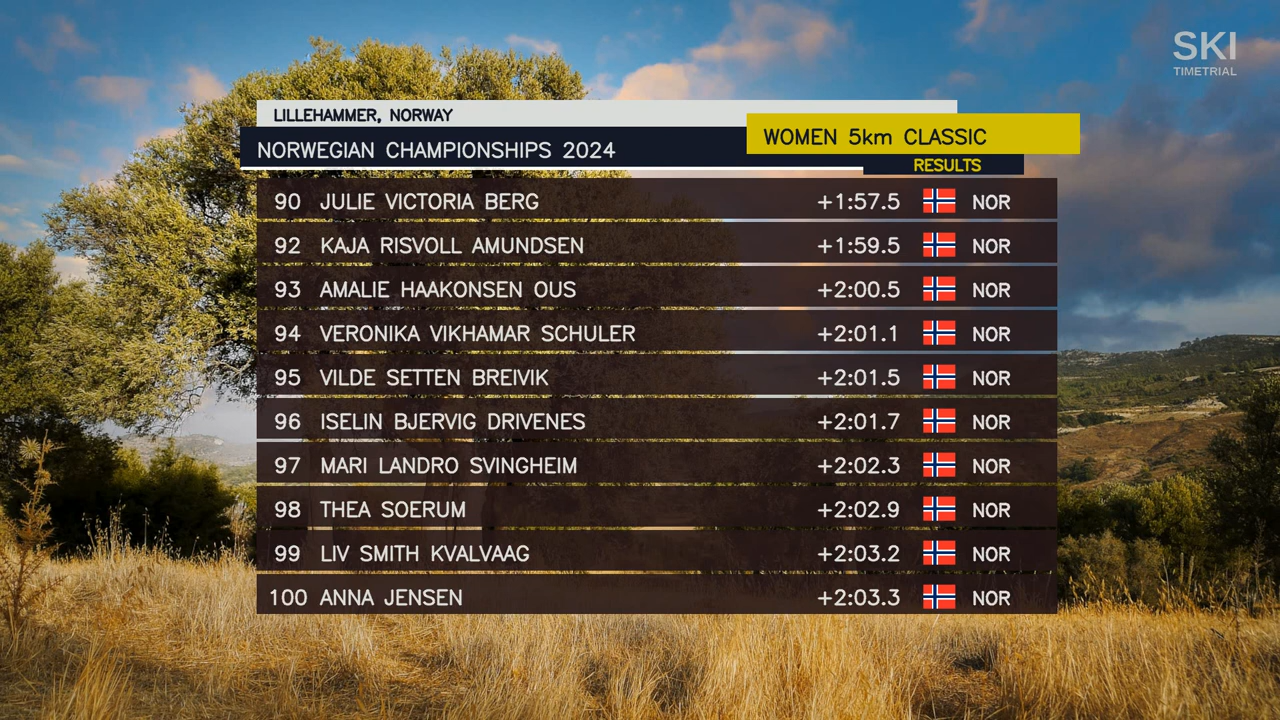 SKI
TIMETRIAL
LILLEHAMMER, NORWAY
NORWEGIAN CHAMPIONSHIPS 2024
WOMEN 5km CLASSIC
RESULTS
90 JULIE VICTORIA BERG +1:57.5 NOR
92 KAJA RISVOLL AMUNDSEN +1:59.5 NOR
93 AMALIE HAAKONSEN OUS +2:00.5 NOR
94 VERONIKA VIKHAMAR SCHULER +2:01.1 NOR
95 VILDE SETTEN BREIVIK +2:01.5 NOR
96 ISELIN BJERVIG DRIVENES +2:01.7 NOR
97 MARI LANDRO SVINGHEIM +2:02.3 NOR
98 THEA SOERUM +2:02.9 NOR
99 LIV SMITH KVALVAAG +2:03.2 NOR
100 ANNA JENSEN +2:03.3 NOR